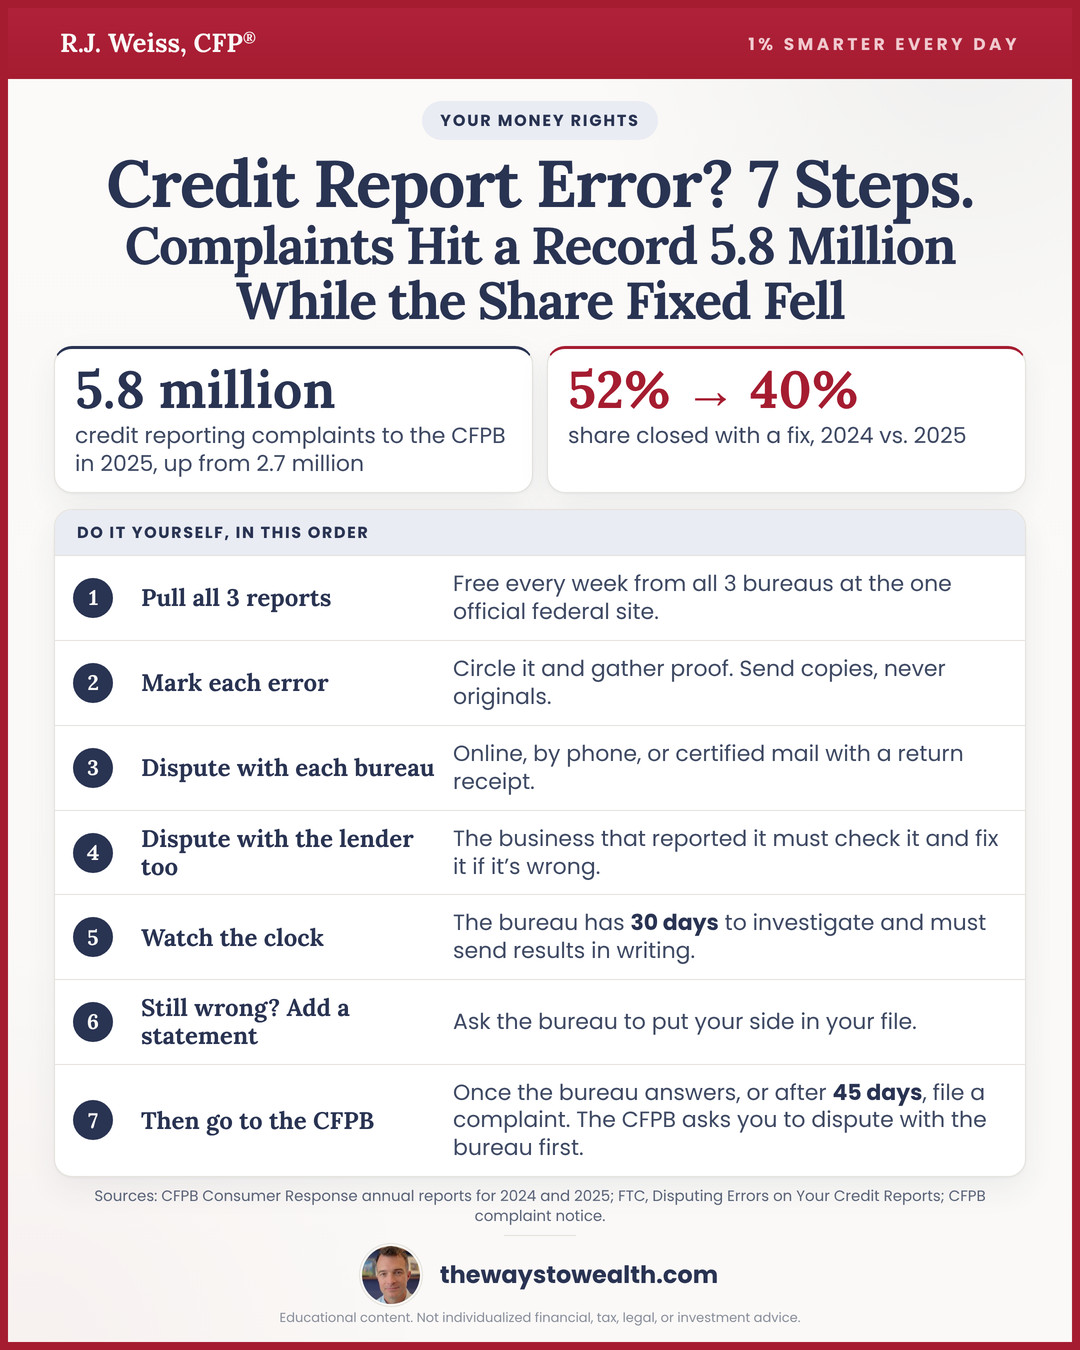 R.J. Weiss, CFP®
1% SMARTER EVERY DAY
YOUR MONEY RIGHTS
Credit Report Error? 7 Steps.
Complaints Hit a Record 5.8 Million
While the Share Fixed Fell
5.8 million
credit reporting complaints to the CFPB
in 2025, up from 2.7 million
52% → 40%
share closed with a fix, 2024 vs. 2025
DO IT YOURSELF, IN THIS ORDER
1
Pull all 3 reports
Free every week from all 3 bureaus at the one
official federal site.
2
Mark each error
Circle it and gather proof. Send copies, never
originals.
3
Dispute with each bureau
Online, by phone, or certified mail with a return
receipt.
4
Dispute with the lender
too
The business that reported it must check it and fix
it if it’s wrong.
5
Watch the clock
The bureau has 30 days to investigate and must
send results in writing.
6
Still wrong? Add a
statement
Ask the bureau to put your side in your file.
7
Then go to the CFPB
Once the bureau answers, or after 45 days, file a
complaint. The CFPB asks you to dispute with the
bureau first.
Sources: CFPB Consumer Response annual reports for 2024 and 2025; FTC, Disputing Errors on Your Credit Reports; CFPB
complaint notice.
thewaystowealth.com
Educational content. Not individualized financial, tax, legal, or investment advice.